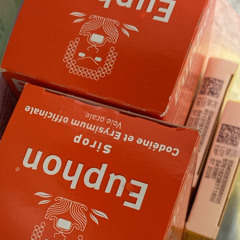 Euphon
Euphon
Sirop
Codéine et Erysimum officinale
Voie orale